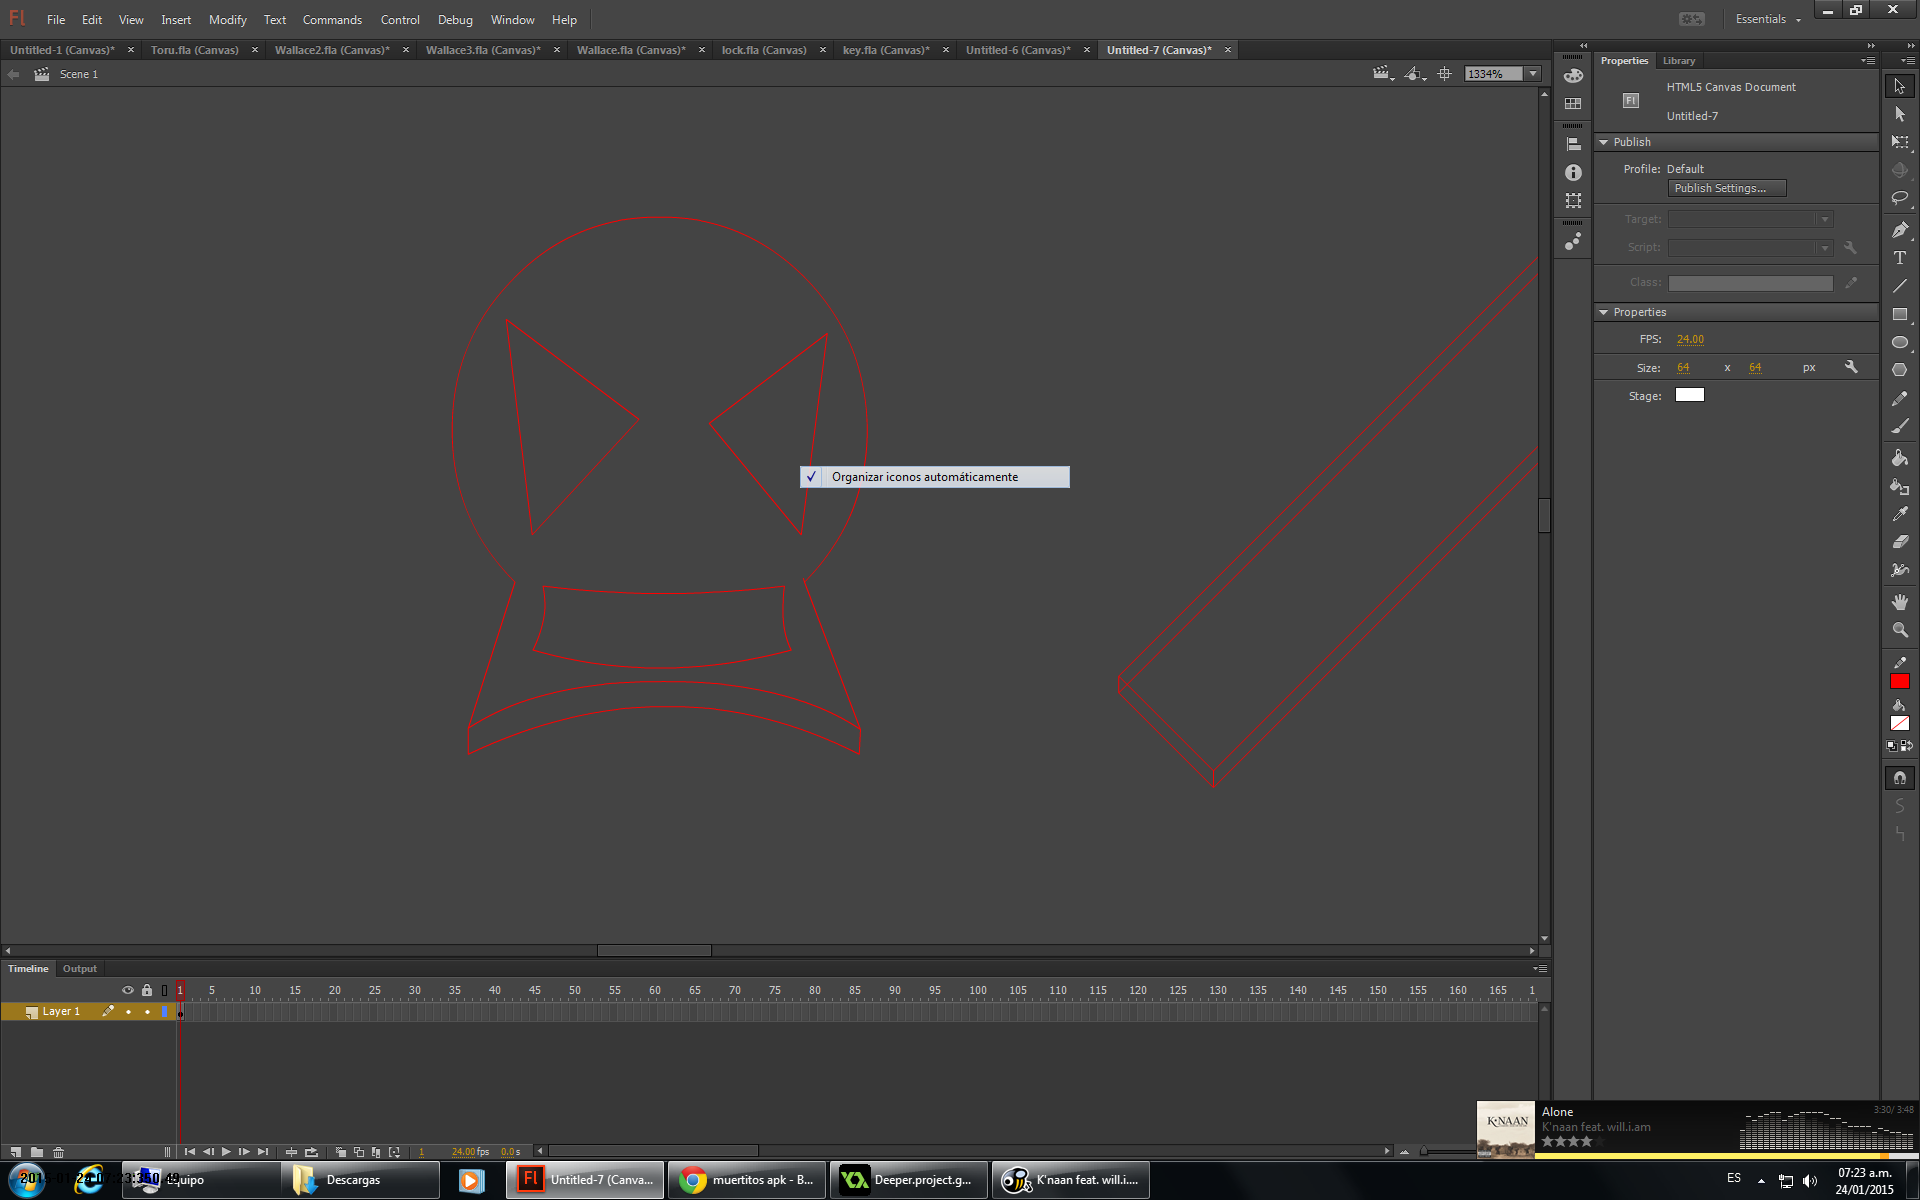 Fl File Edit View Insert Modify Text Commands Control Debug Window Help Essentials
Untitled-1 (Canvas)* Toru.fla (Canvas) Wallace2.fla (Canvas)* Wallace3.fla (Canvas)* Wallace.fla (Canvas)* lock.fla (Canvas) key.fla (Canvas)* Untitled-6 (Canvas)* Untitled-7 (Canvas)*
Scene 1 1334%
Properties Library
Fl HTML5 Canvas Document
Untitled-7
Publish
Profile: Default
Publish Settings...
Target:
Script:
Class:
Properties
FPS: 24.00
Size: 64 x 64 px
Stage:
Organizar iconos automáticamente
Timeline Output
1 5 10 15 20 25 30 35 40 45 50 55 60 65 70 75 80 85 90 95 100 105 110 115 120 125 130 135 140 145 150 155 160 165 1
Layer 1
1 24.00 fps 0.0 s
K'NAAN
Alone 3:30/ 3:48
K'naan feat. will.i.am
Equipo Descargas Fl Untitled-7 (Canva... muertitos apk - B... Deeper.project.g... K'naan feat. will.i....
ES 07:23 a.m.
24/01/2015